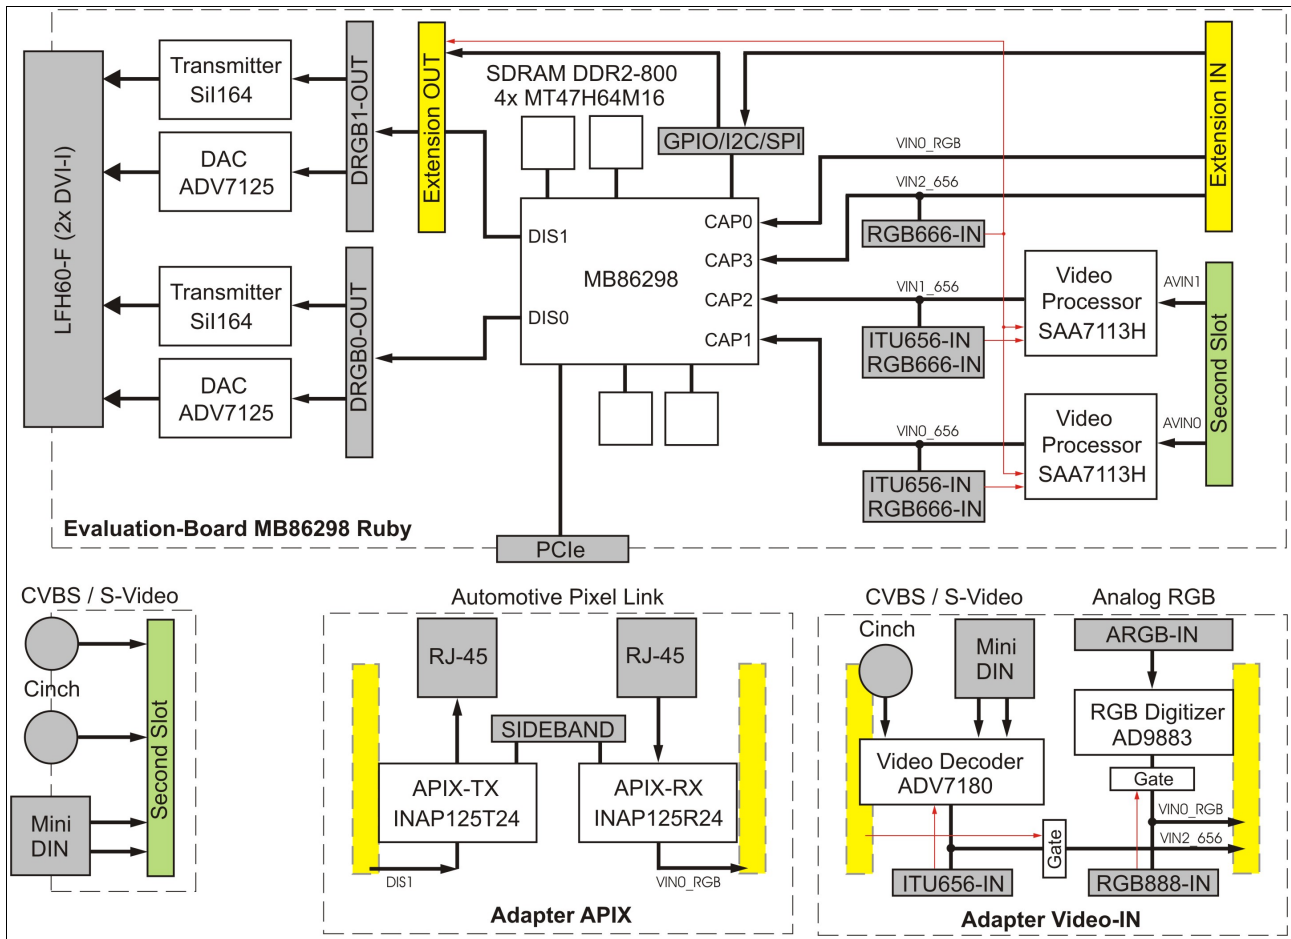 LFH60-F (2x DVI-I)
Transmitter
SiI164
DAC
ADV7125
Transmitter
SiI164
DAC
ADV7125
DRGB1-OUT
DRGB0-OUT
Extension OUT
SDRAM DDR2-800
4x MT47H64M16
GPIO/I2C/SPI
DIS1
DIS0
MB86298
CAP0
CAP3
CAP2
CAP1
VIN0_RGB
VIN2_656
RGB666-IN
VIN1_656
ITU656-IN
RGB666-IN
VIN0_656
ITU656-IN
RGB666-IN
Video
Processor
SAA7113H
Video
Processor
SAA7113H
AVIN1
AVIN0
Extension IN
Second Slot
Evaluation-Board MB86298 Ruby
PCIe
CVBS / S-Video
Cinch
Mini
DIN
Second Slot
Automotive Pixel Link
RJ-45
RJ-45
SIDEBAND
APIX-TX
INAP125T24
APIX-RX
INAP125R24
DIS1
VIN0_RGB
Adapter APIX
CVBS / S-Video
Cinch
Mini
DIN
Analog RGB
ARGB-IN
RGB Digitizer
AD9883
Video Decoder
ADV7180
Gate
VIN0_RGB
VIN2_656
Gate
ITU656-IN
RGB888-IN
Adapter Video-IN